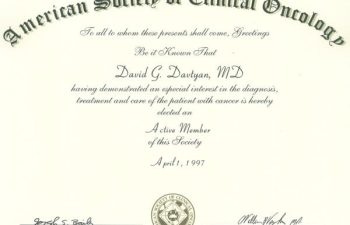 American Society of Clinical Oncology
To all to whom these presents shall come, Greetings
Be it Known That
David G. Davtyan, MD
having demonstrated an especial interest in the diagnosis,
treatment and care of the patient with cancer is hereby
elected an
Active Member
of this Society
April 1, 1997